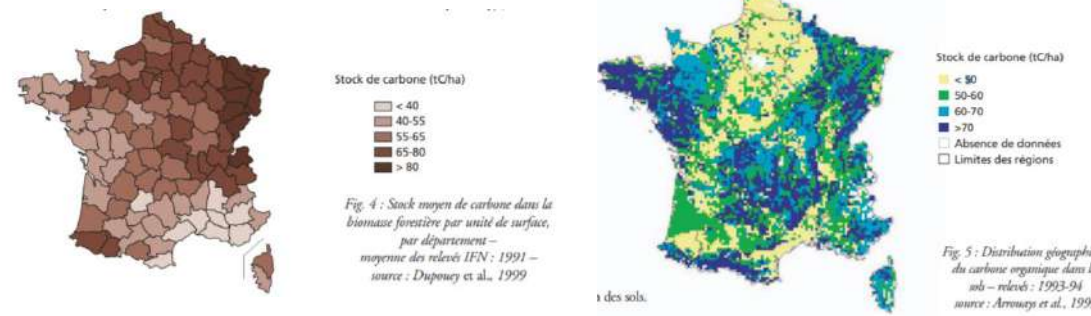 Stock de carbone (tC/ha)
< 40
40-55
55-65
65-80
> 80
Fig. 4 : Stock moyen de carbone dans la
biomasse forestière par unité de surface,
par département –
moyenne des relevés IFN : 1991 –
source : Dupouey et al., 1999
Stock de carbone (tC/ha)
< 50
50-60
60-70
>70
Absence de données
Limites des régions
Fig. 5 : Distribution géographi
du carbone organique dans l
sols – relevés : 1993-94
source : Arrouays et al., 199
n des sols.